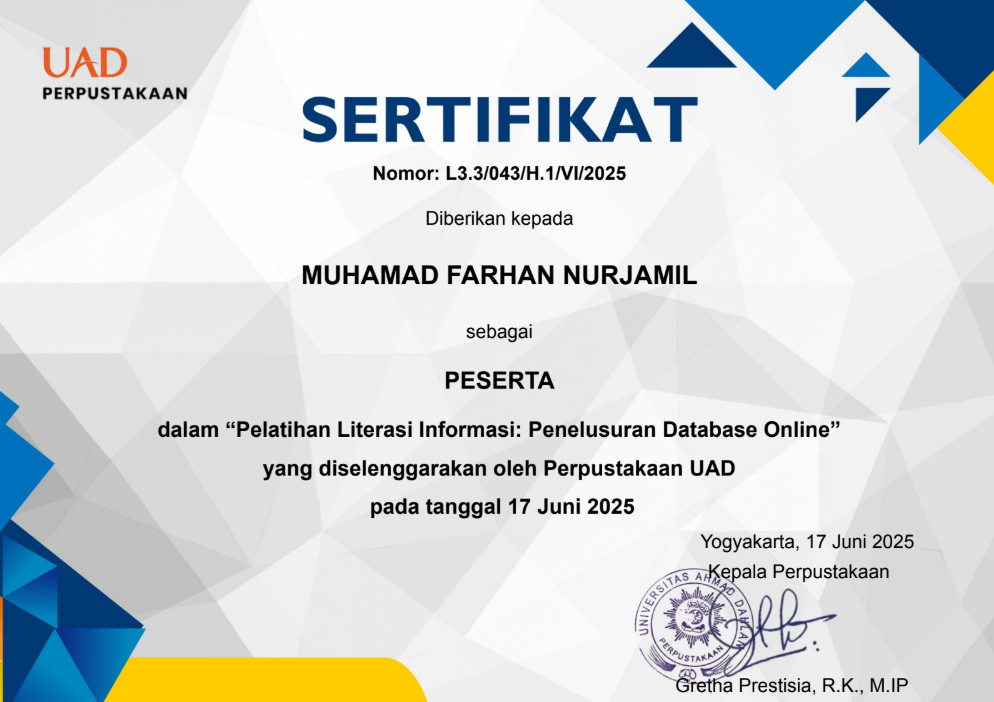 UAD
PERPUSTAKAAN
SERTIFIKAT
Nomor: L3.3/043/H.1/VI/2025
Diberikan kepada
MUHAMAD FARHAN NURJAMIL
sebagai
PESERTA
dalam “Pelatihan Literasi Informasi: Penelusuran Database Online”
yang diselenggarakan oleh Perpustakaan UAD
pada tanggal 17 Juni 2025
Yogyakarta, 17 Juni 2025
Kepala Perpustakaan
UNIVERSITAS AHMAD DAHLAN
PERPUSTAKAAN
Gretha Prestisia, R.K., M.IP